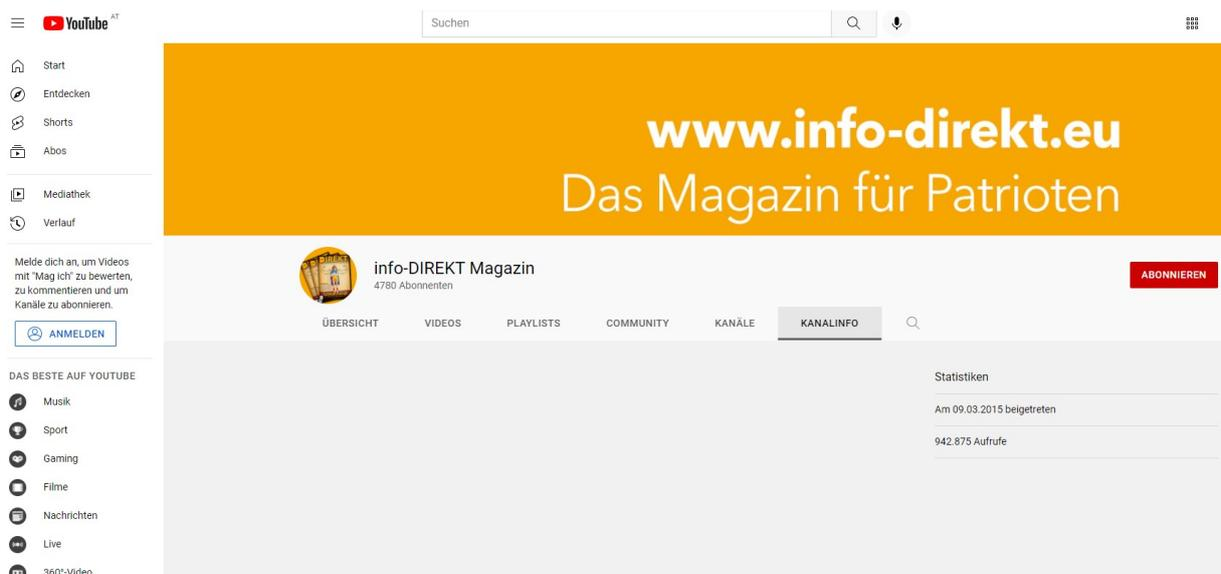 YouTube AT
Suchen
Start
Entdecken
Shorts
Abos
Mediathek
Verlauf
Melde dich an, um Videos
mit "Mag ich" zu bewerten,
zu kommentieren und um
Kanäle zu abonnieren.
ANMELDEN
DAS BESTE AUF YOUTUBE
Musik
Sport
Gaming
Filme
Nachrichten
Live
360°-Video
www.info-direkt.eu
Das Magazin für Patrioten
info-DIREKT Magazin
4780 Abonnenten
ABONNIEREN
ÜBERSICHT VIDEOS PLAYLISTS COMMUNITY KANÄLE KANALINFO
Statistiken
Am 09.03.2015 beigetreten
942.875 Aufrufe